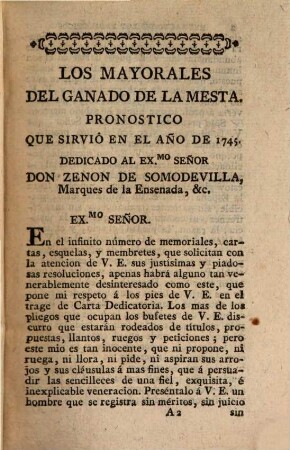 LOS MAYORALES
DEL GANADO DE LA MESTA.
PRONOSTICO
QUE SIRVIÓ EN EL AÑO DE 1745.
DEDICADO AL EX.MO SEÑOR
DON ZENON DE SOMODEVILLA,
Marques de la Ensenada, &c.
EX.MO SEÑOR.
En el infinito número de memoriales, car-
tas, esquelas, y membretes, que solicitan con
la atencion de V. E. sus justisimas y piado-
sas resoluciones, apenas habrá alguno tan ve-
nerablemente desinteresado como este, que
pone mi respeto á los pies de V. E. en el
trage de Carta Dedicatoria. Los mas de los
pliegos que ocupan los bufetes de V. E. dis-
curro que estarán rodeados de títulos, pro-
puestas, llantos, ruegos y peticiones; pero
este mio es tan inocente, que ni propone, ni
ruega, ni llora, ni pide, ni aspiran sus arro-
jos y sus cláusulas á mas fines, que á persua-
dir las sencilleces de una fiel, exquisita, é
inexplicable veneracion. Preséntalo á V. E. un
hombre que se registra sin méritos, sin juicio
A 2 sin